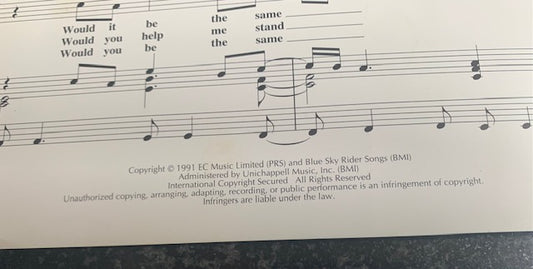 Would it be the same
Would you help me stand
Would you be the same
Copyright © 1991 EC Music Limited (PRS) and Blue Sky Rider Songs (BMI)
Administered by Unichappell Music, Inc. (BMI)
International Copyright Secured All Rights Reserved
Unauthorized copying, arranging, adapting, recording, or public performance is an infringement of copyright.
Infringers are liable under the law.